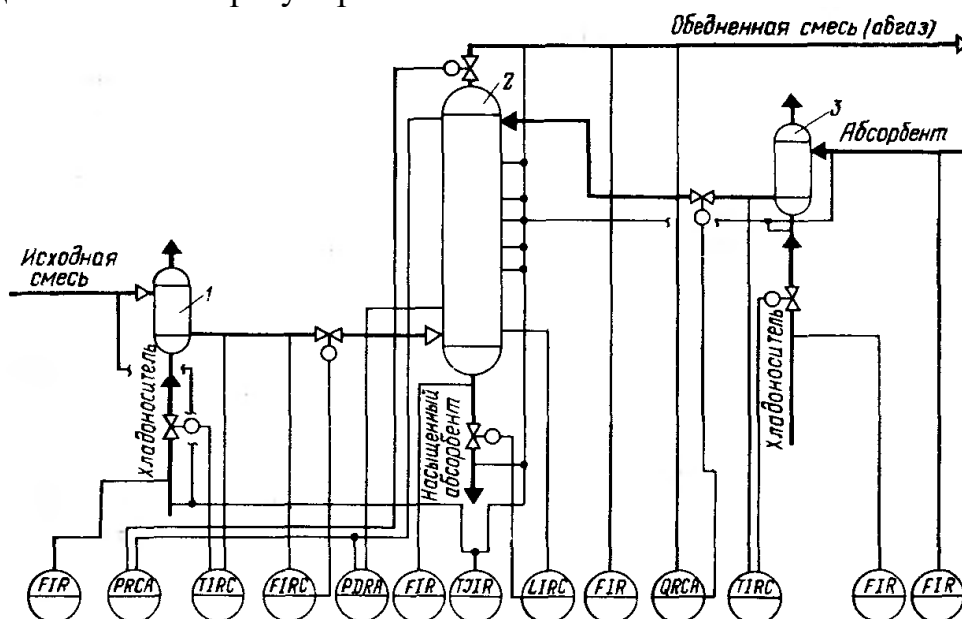 Обедненная смесь (абгаз)
2
3
Абсорбент
Исходная
смесь
1
Хладоноситель
Насыщенный
абсорбент
Хладоноситель
FIR
PRCA
TIRC
FIRC
PDRA
FIR
TJIR
LIRC
FIR
QRCA
TIRC
FIR
FIR